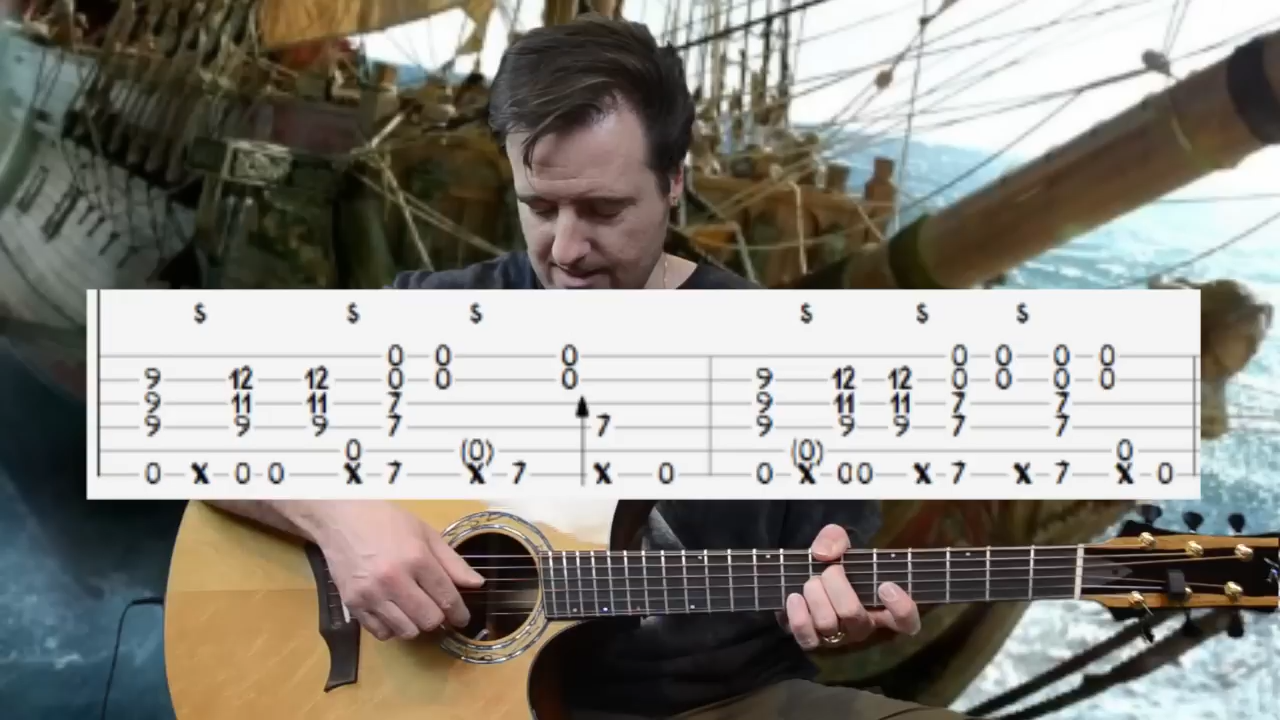 $ $ $ $ $ $
0 0 0 0 0 0 0
9 12 12 0 0 0 9 12 12 0 0 0 0
9 11 11 7 9 11 11 7 7
9 9 9 7 7 9 9 9 7 7
0 (0) (0) 0
0 X 0 0 X 7 X 7 X 0 0 X 0 0 X 7 X 7 X 0